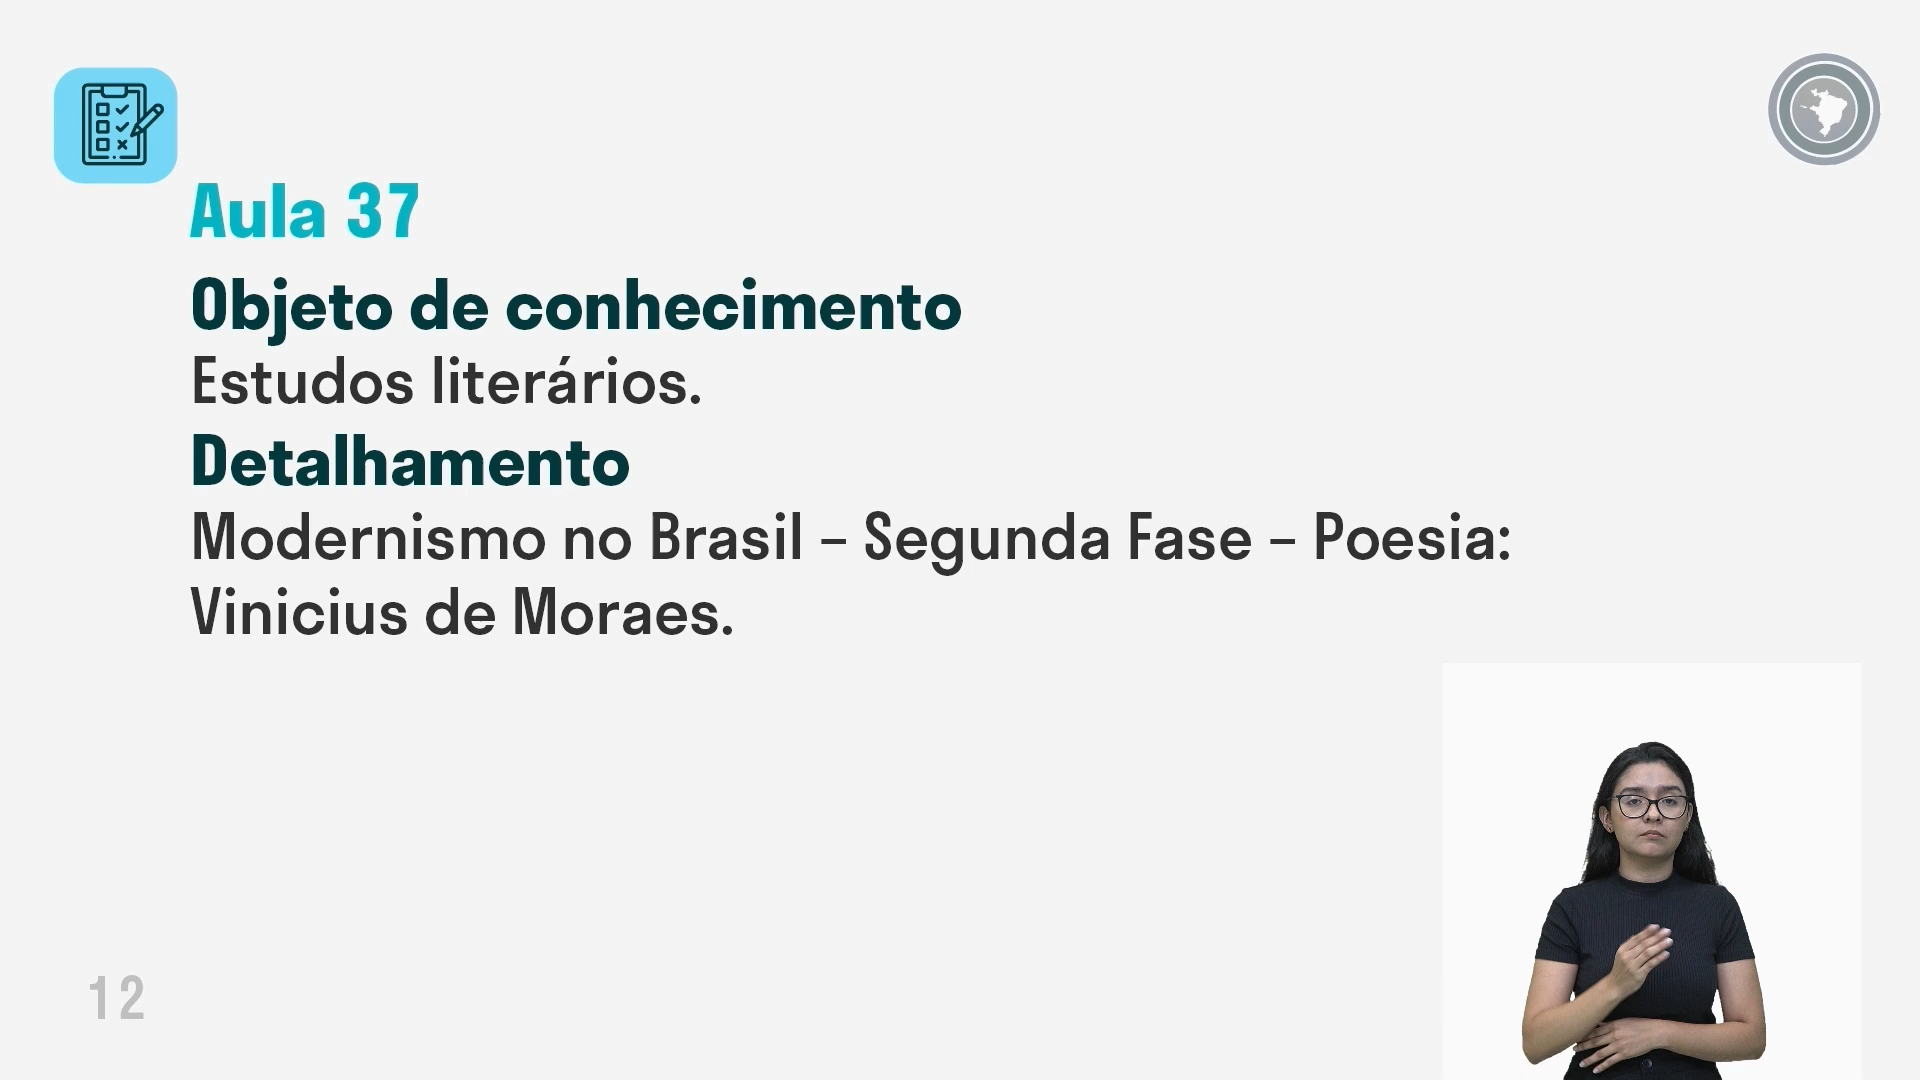 Aula 37
Objeto de conhecimento
Estudos literários.
Detalhamento
Modernismo no Brasil – Segunda Fase – Poesia:
Vinicius de Moraes.
12